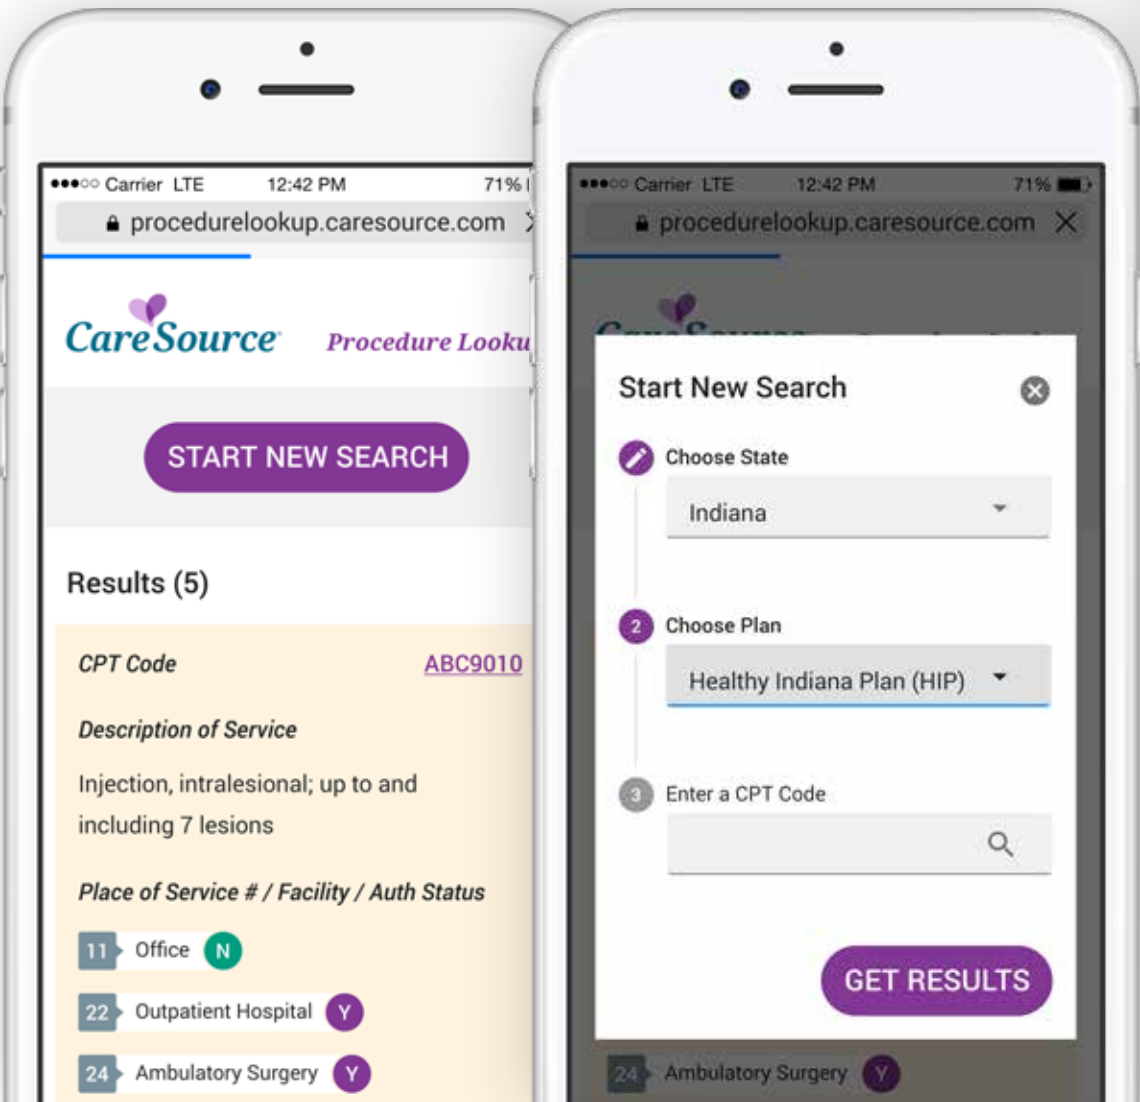 Carrier LTE 12:42 PM 71%
procedurelookup.caresource.com
CareSource
Procedure Looku
START NEW SEARCH
Results (5)
CPT Code ABC9010
Description of Service
Injection, intralesional; up to and
including 7 lesions
Place of Service # / Facility / Auth Status
11 Office N
22 Outpatient Hospital Y
24 Ambulatory Surgery Y
Carrier LTE 12:42 PM 71%
procedurelookup.caresource.com
Start New Search
Choose State
Indiana
2 Choose Plan
Healthy Indiana Plan (HIP)
3 Enter a CPT Code
GET RESULTS
24 Ambulatory Surgery Y